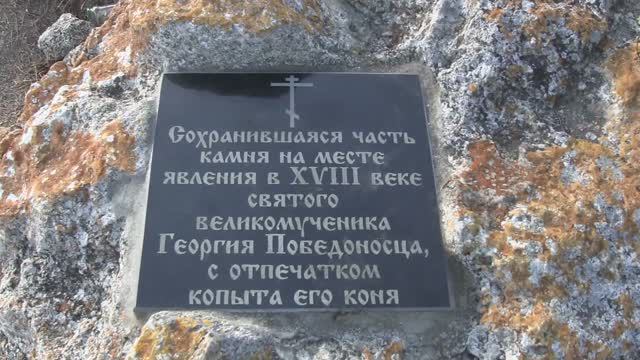 Сохранившаяся часть
камня на месте
явления в XVIII веке
святого
великомученика
Георгия Победоносца,
с отпечатком
копыта его коня